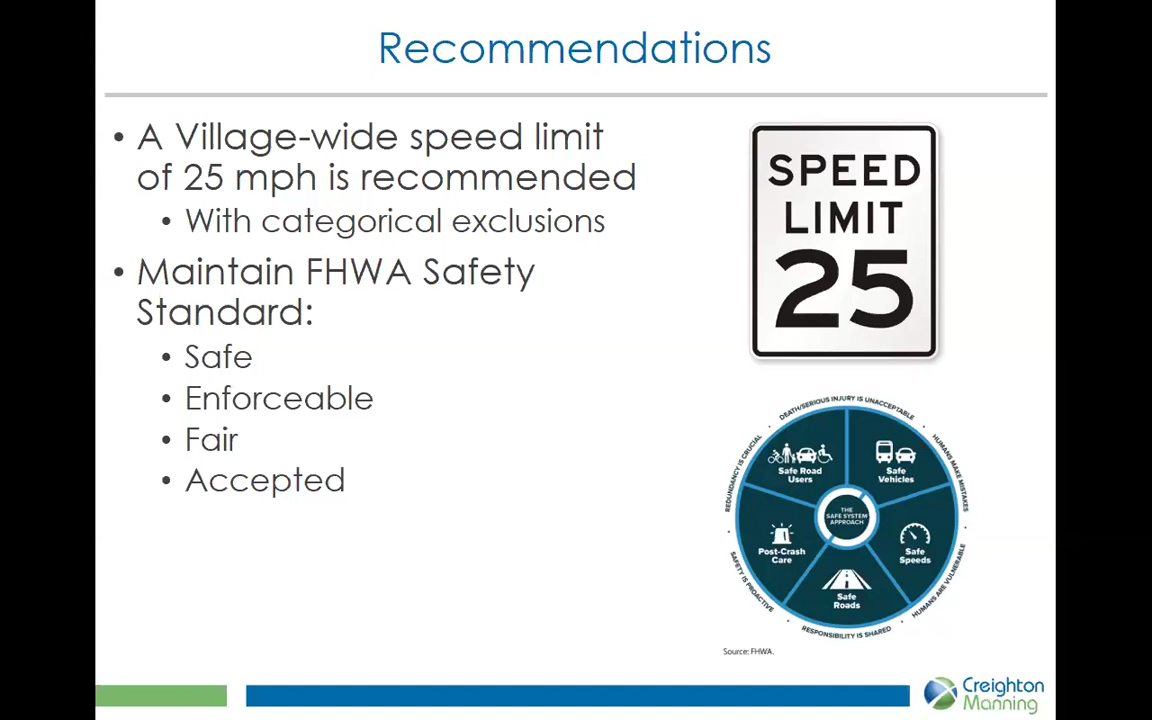 Recommendations
• A Village-wide speed limit
of 25 mph is recommended
• With categorical exclusions
• Maintain FHWA Safety
Standard:
• Safe
• Enforceable
• Fair
• Accepted
SPEED
LIMIT
25
DEATH/SERIOUS INJURY IS UNACCEPTABLE
HUMANS MAKE MISTAKES
HUMANS ARE VULNERABLE
RESPONSIBILITY IS SHARED
SAFETY IS PROACTIVE
REDUNDANCY IS CRUCIAL
Safe Road
Users
Safe
Vehicles
THE
SAFE SYSTEM
APPROACH
Post-Crash
Care
Safe
Speeds
Safe
Roads
Source: FHWA.
Creighton
Manning